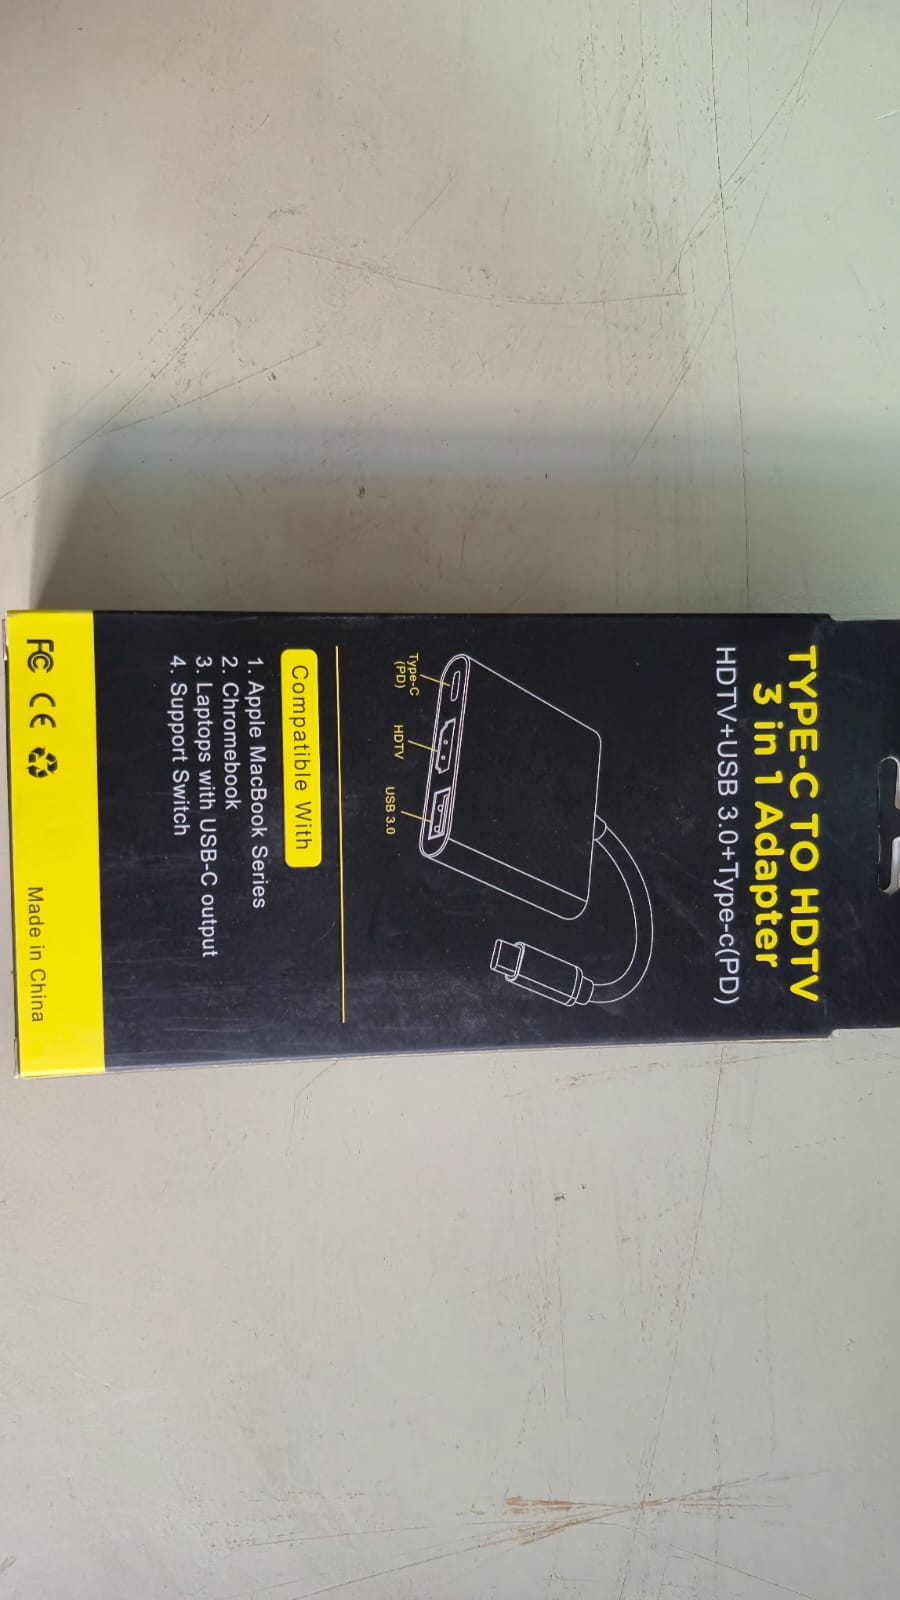 TYPE-C TO HDTV
3 in 1 Adapter
HDTV+USB 3.0+Type-c(PD)
Type-C
(PD)
HDTV
USB 3.0
Compatible With
1. Apple MacBook Series
2. Chromebook
3. Laptops with USB-C output
4. Support Switch
FC CE
Made in China